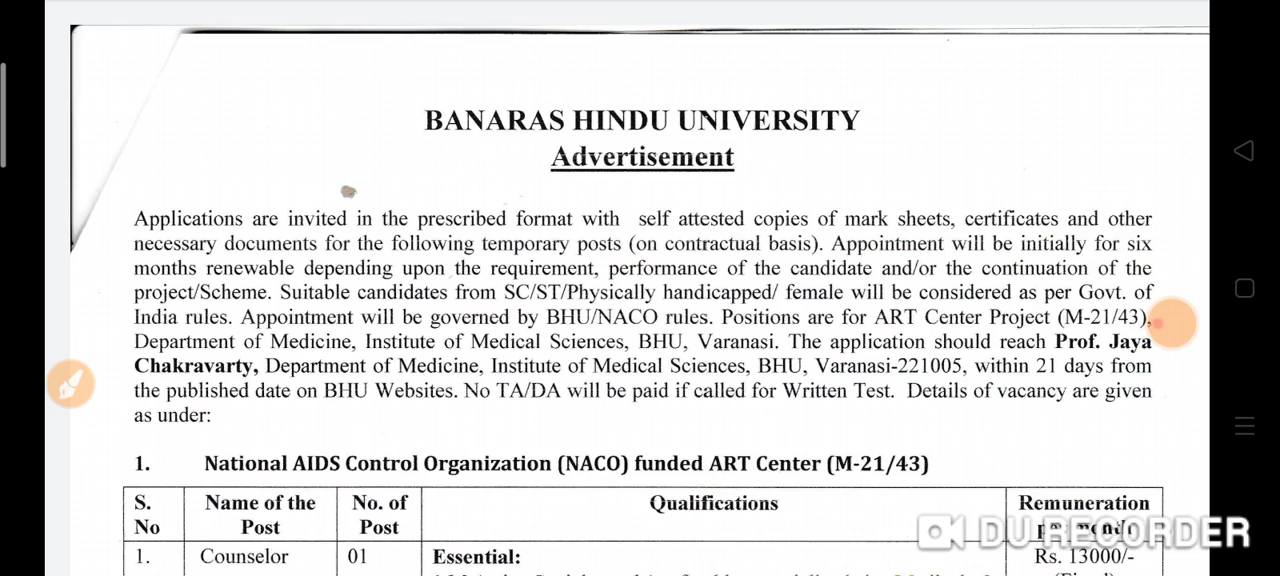 BANARAS HINDU UNIVERSITY
Advertisement
Applications are invited in the prescribed format with self attested copies of mark sheets, certificates and other
necessary documents for the following temporary posts (on contractual basis). Appointment will be initially for six
months renewable depending upon the requirement, performance of the candidate and/or the continuation of the
project/Scheme. Suitable candidates from SC/ST/Physically handicapped/ female will be considered as per Govt. of
India rules. Appointment will be governed by BHU/NACO rules. Positions are for ART Center Project (M-21/43),
Department of Medicine, Institute of Medical Sciences, BHU, Varanasi. The application should reach Prof. Jaya
Chakravarty, Department of Medicine, Institute of Medical Sciences, BHU, Varanasi-221005, within 21 days from
the published date on BHU Websites. No TA/DA will be paid if called for Written Test. Details of vacancy are given
as under:
1. National AIDS Control Organization (NACO) funded ART Center (M-21/43)
S. No
Name of the Post
No. of Post
Qualifications
Remuneration
1.
Counselor
01
Essential:
Rs. 13000/-
DU RECORDER